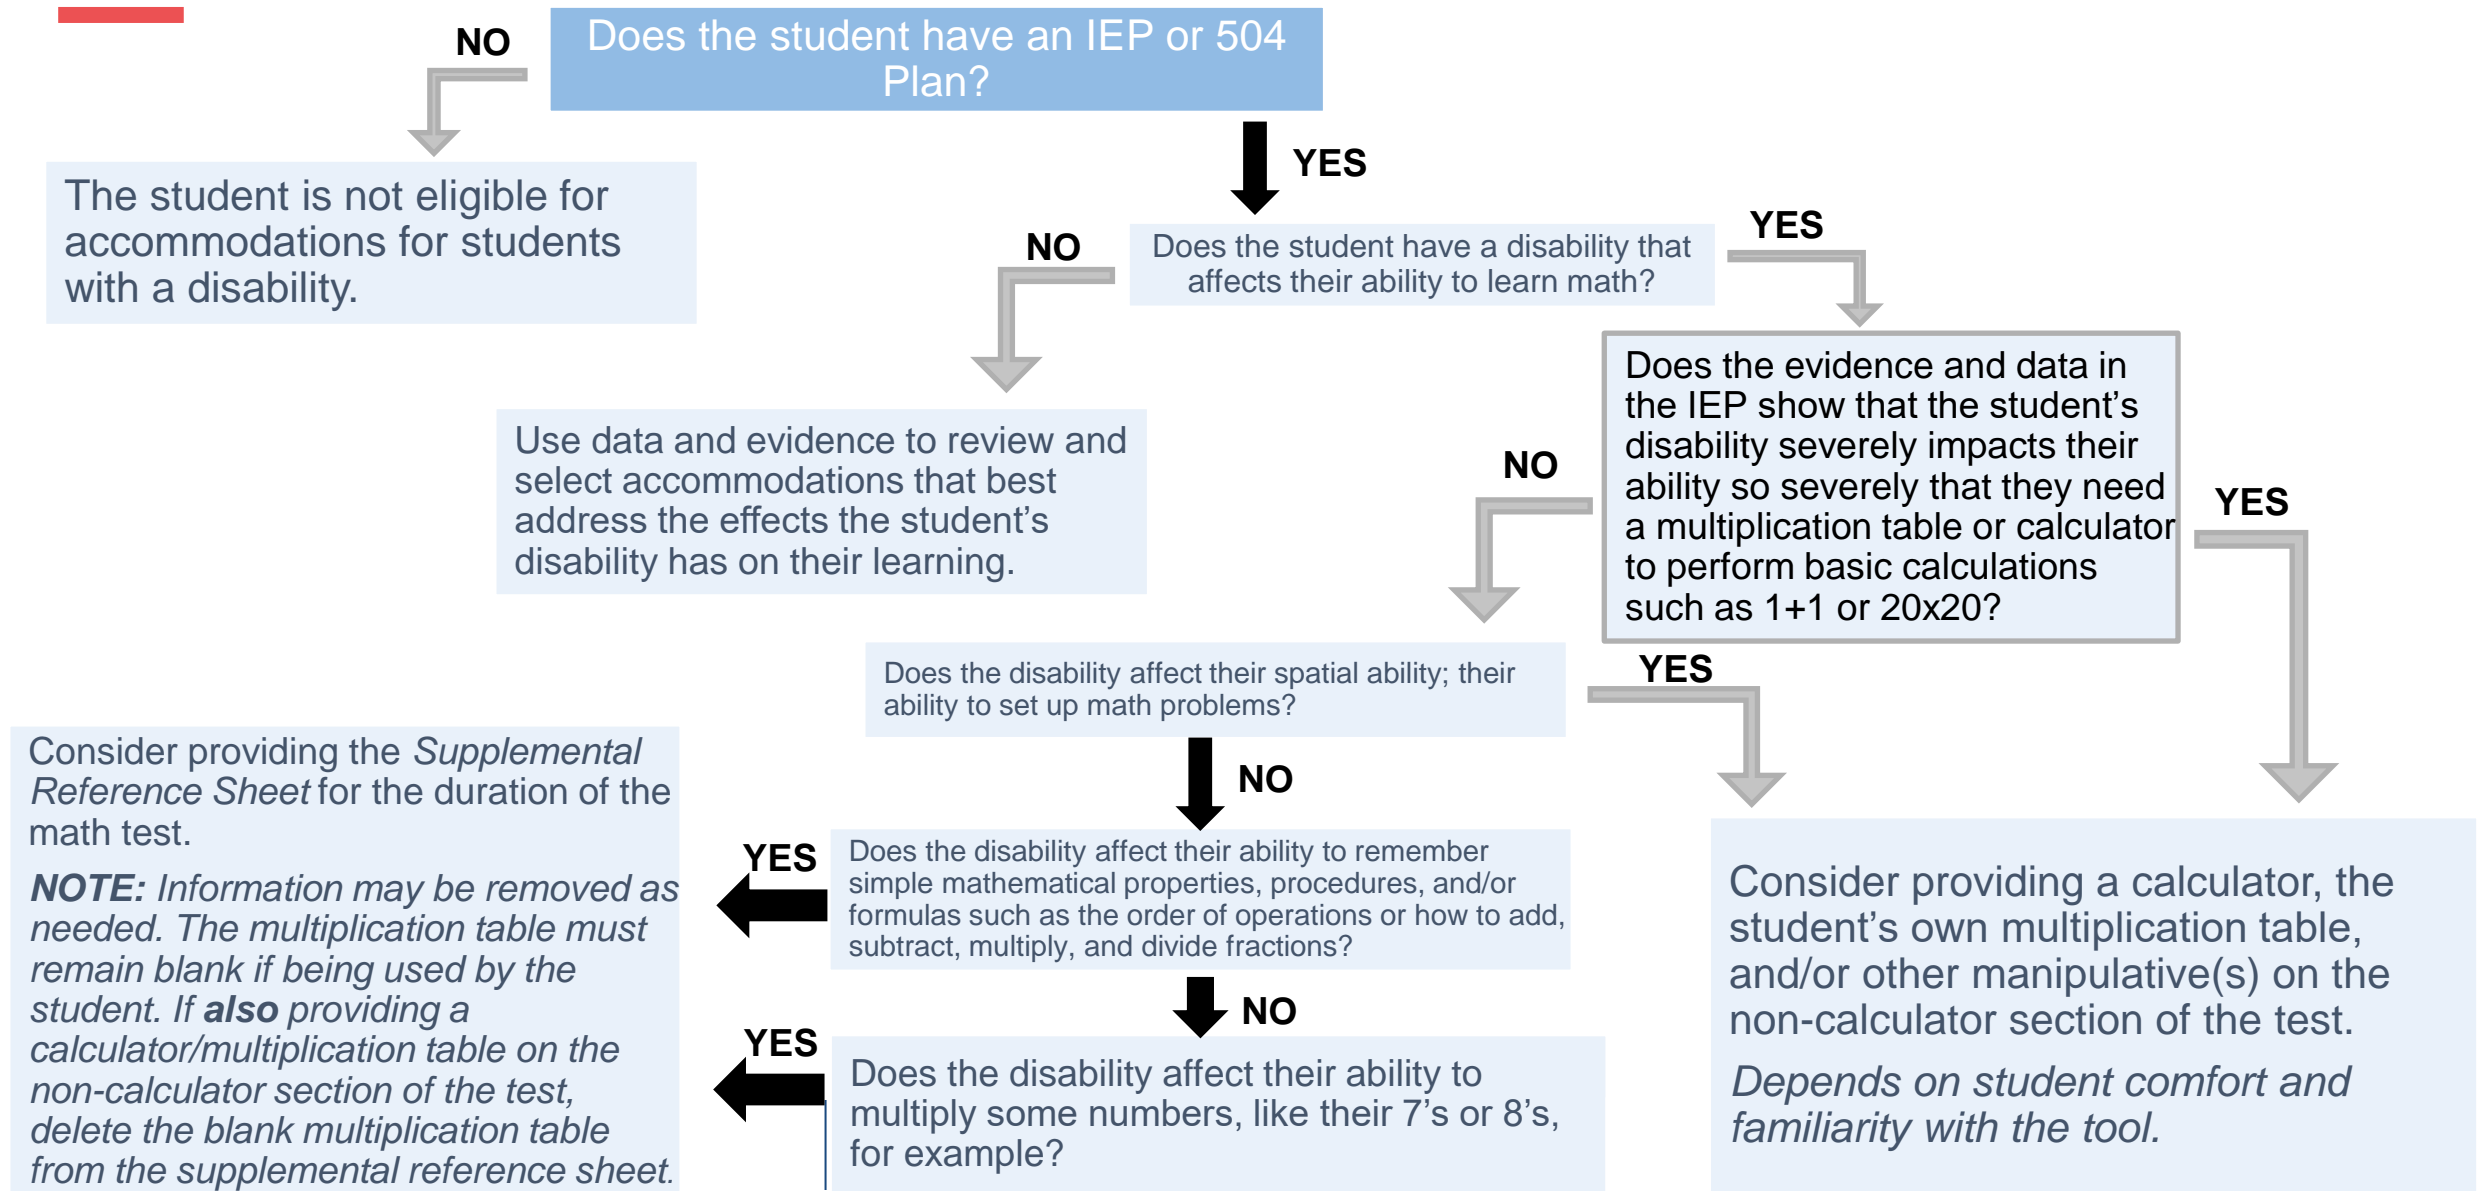 NO
Does the student have an IEP or 504
Plan?
The student is not eligible for
accommodations for students
with a disability.
YES
NO
Does the student have a disability that
affects their ability to learn math?
YES
Use data and evidence to review and
select accommodations that best
address the effects the student’s
disability has on their learning.
Does the evidence and data in
the IEP show that the student’s
disability severely impacts their
ability so severely that they need
a multiplication table or calculator
to perform basic calculations
such as 1+1 or 20x20?
NO
YES
Does the disability affect their spatial ability; their
ability to set up math problems?
YES
NO
Consider providing the Supplemental
Reference Sheet for the duration of the
math test.
NOTE: Information may be removed as
needed. The multiplication table must
remain blank if being used by the
student. If also providing a
calculator/multiplication table on the
non-calculator section of the test,
delete the blank multiplication table
from the supplemental reference sheet.
YES
Does the disability affect their ability to remember
simple mathematical properties, procedures, and/or
formulas such as the order of operations or how to add,
subtract, multiply, and divide fractions?
NO
YES
Does the disability affect their ability to
multiply some numbers, like their 7’s or 8’s,
for example?
Consider providing a calculator, the
student’s own multiplication table,
and/or other manipulative(s) on the
non-calculator section of the test.
Depends on student comfort and
familiarity with the tool.